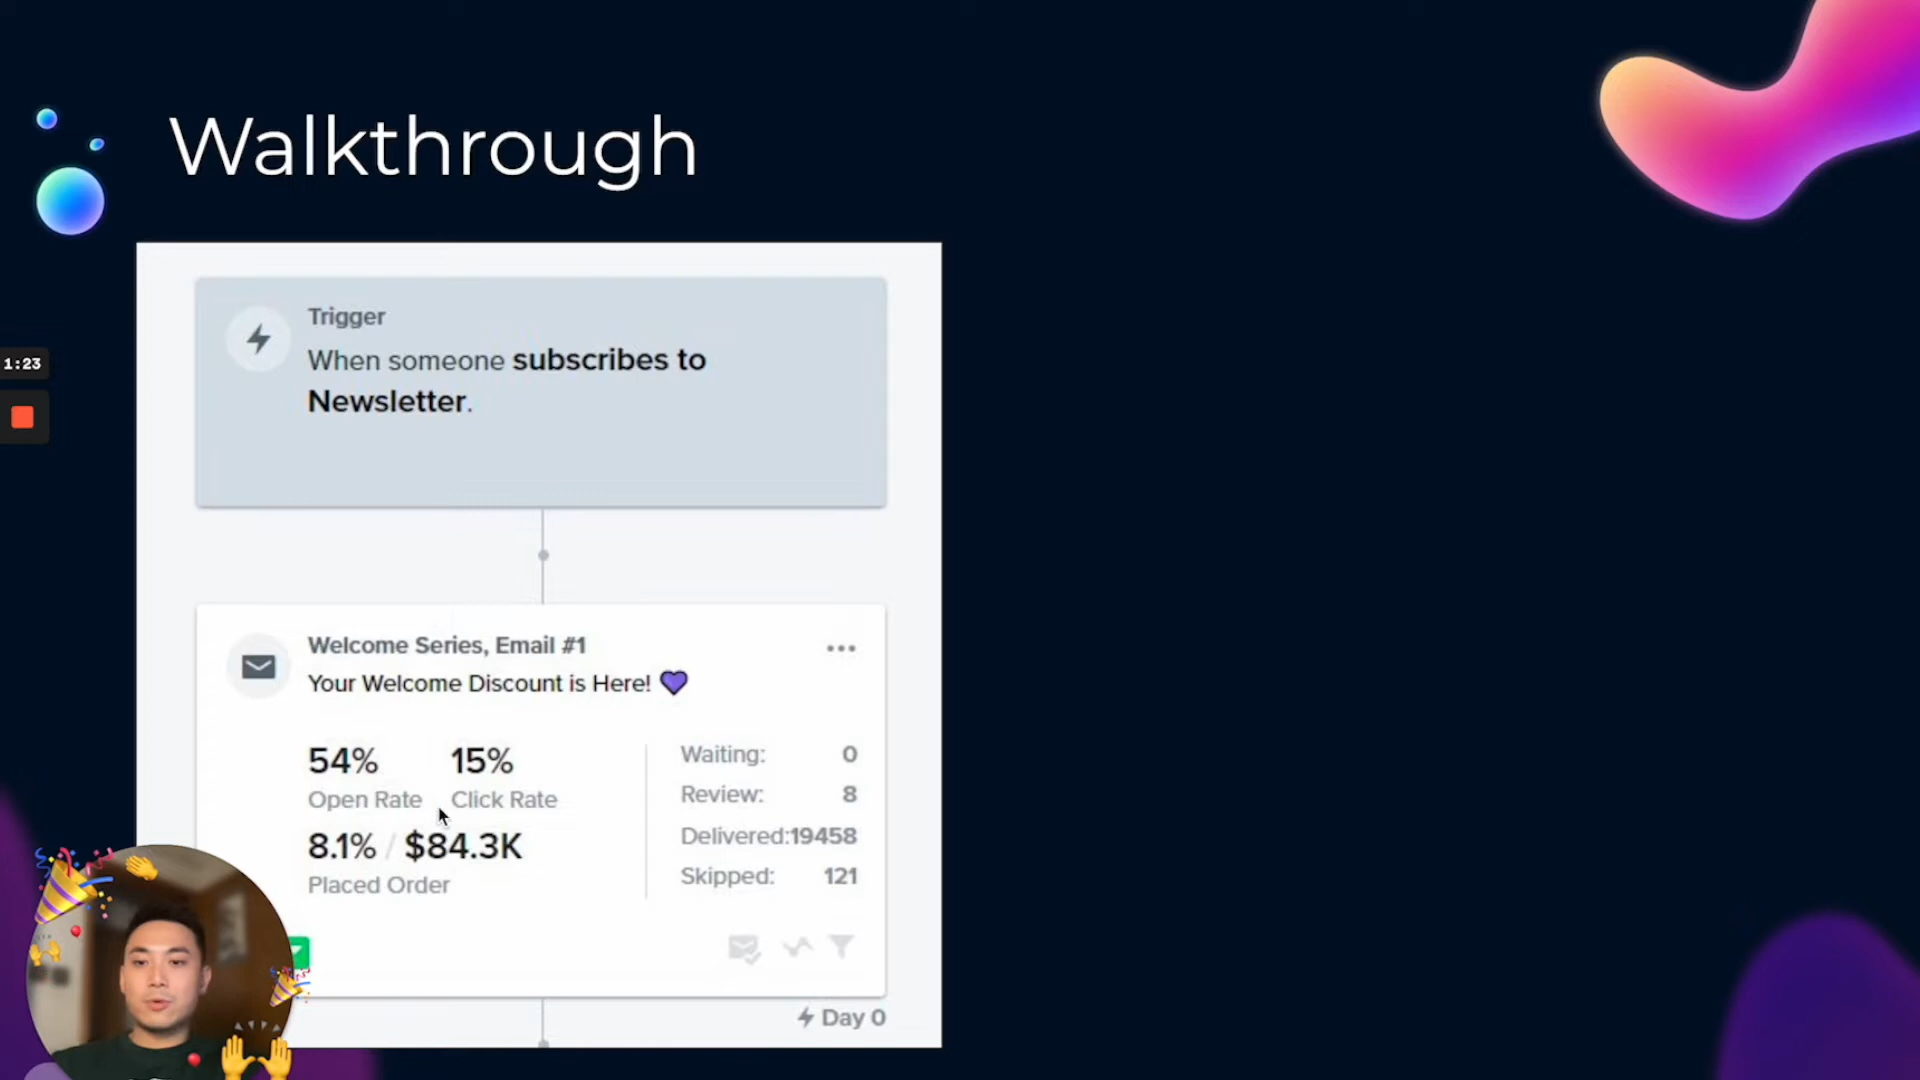 Walkthrough
1:23
Trigger
When someone subscribes to
Newsletter.
Welcome Series, Email #1
Your Welcome Discount is Here! 💜
54% 15%
Open Rate Click Rate
8.1% / $84.3K
Placed Order
Waiting: 0
Review: 8
Delivered:19458
Skipped: 121
Day 0